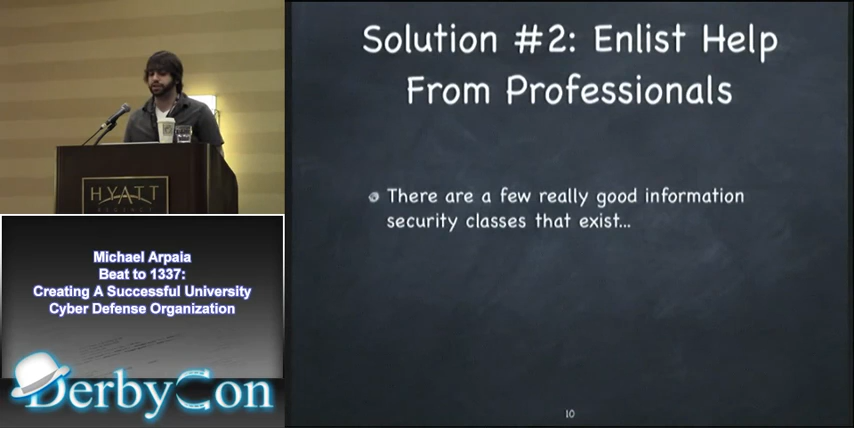 HYATT
Michael Arpaia
Beat to 1337:
Creating A Successful University
Cyber Defense Organization
DerbyCon
Solution #2: Enlist Help
From Professionals
There are a few really good information
security classes that exist...
10